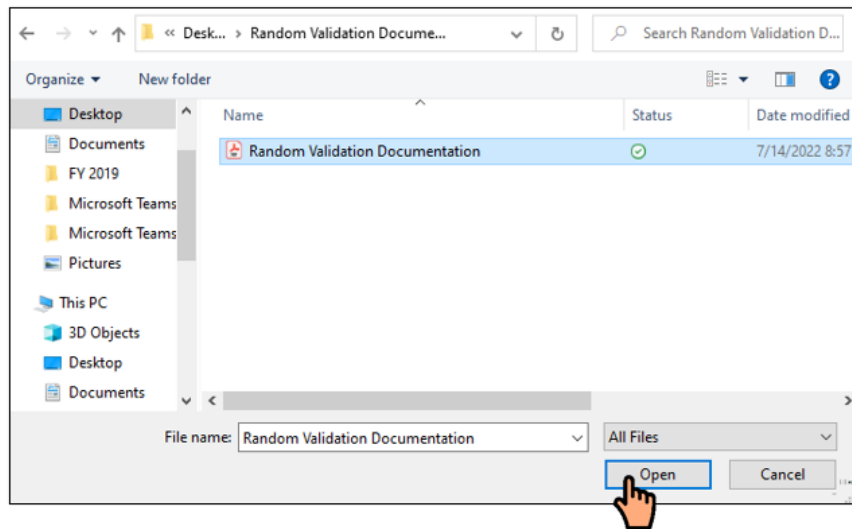 « Desk... > Random Validation Docume...
Search Random Validation D...
Organize
New folder
Name
Status
Date modified
Desktop
Documents
FY 2019
Microsoft Teams
Microsoft Teams
Pictures
This PC
3D Objects
Desktop
Documents
Random Validation Documentation
7/14/2022 8:57
File name: Random Validation Documentation
All Files
Open
Cancel